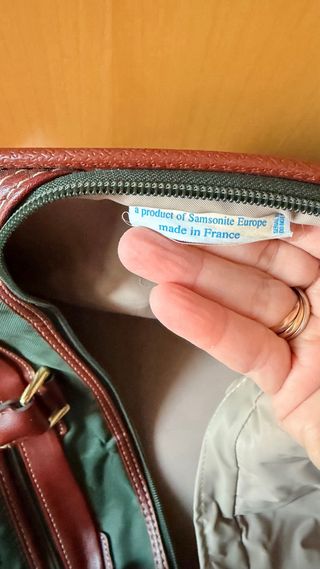 a product of Samsonite Europe
made in France